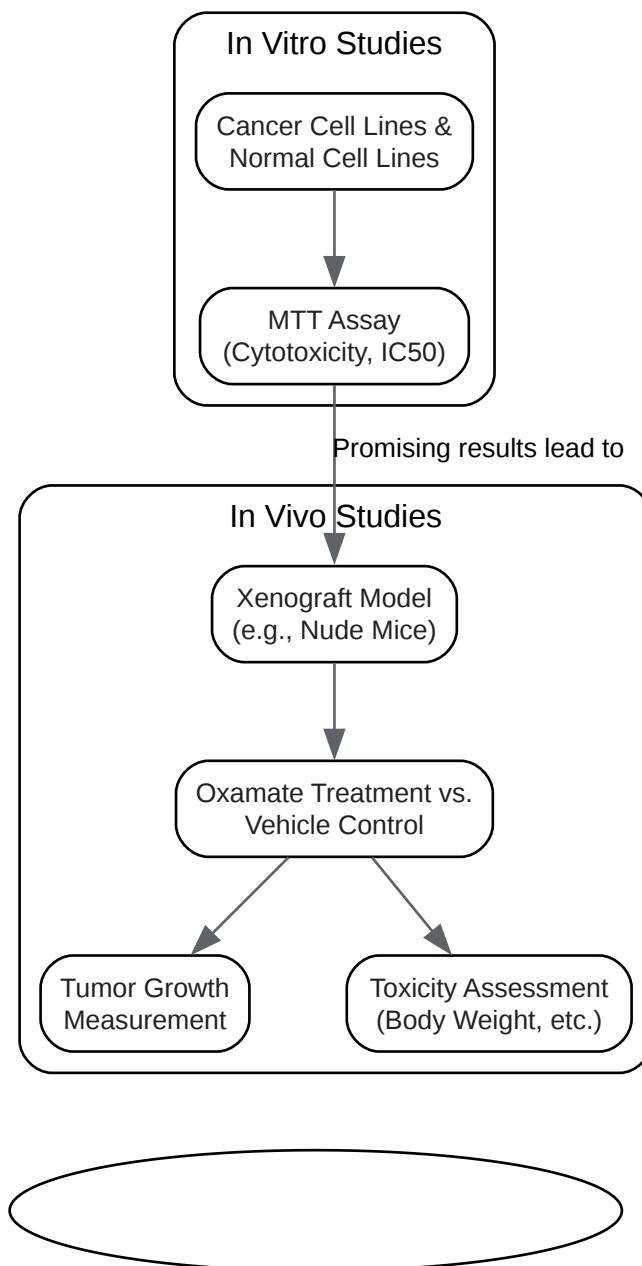 In Vitro Studies
Cancer Cell Lines &
Normal Cell Lines
MTT Assay
(Cytotoxicity, IC50)
Promising results lead to
In Vivo Studies
Xenograft Model
(e.g., Nude Mice)
Oxamate Treatment vs.
Vehicle Control
Tumor Growth
Measurement
Toxicity Assessment
(Body Weight, etc.)